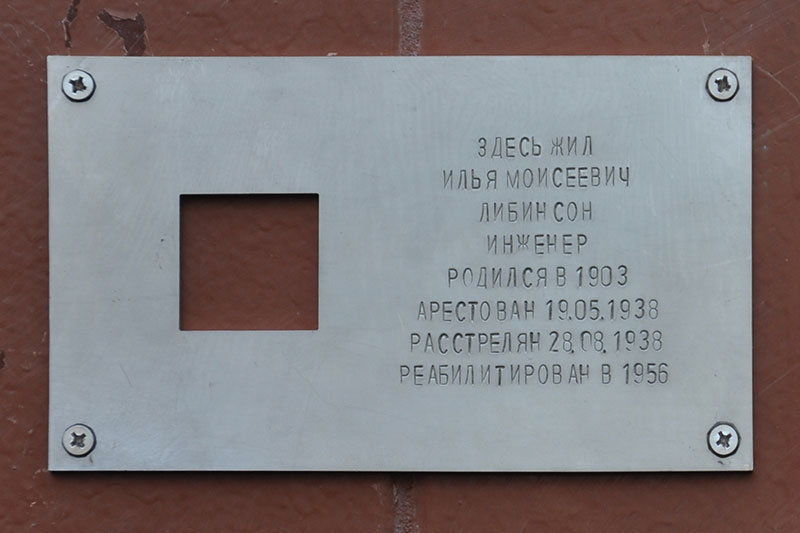 ЗДЕСЬ ЖИЛ
ИЛЬЯ МОИСЕЕВИЧ
ЛИБИНСОН
ИНЖЕНЕР
РОДИЛСЯ В 1903
АРЕСТОВАН 19.05.1938
РАССТРЕЛЯН 28.08.1938
РЕАБИЛИТИРОВАН В 1956